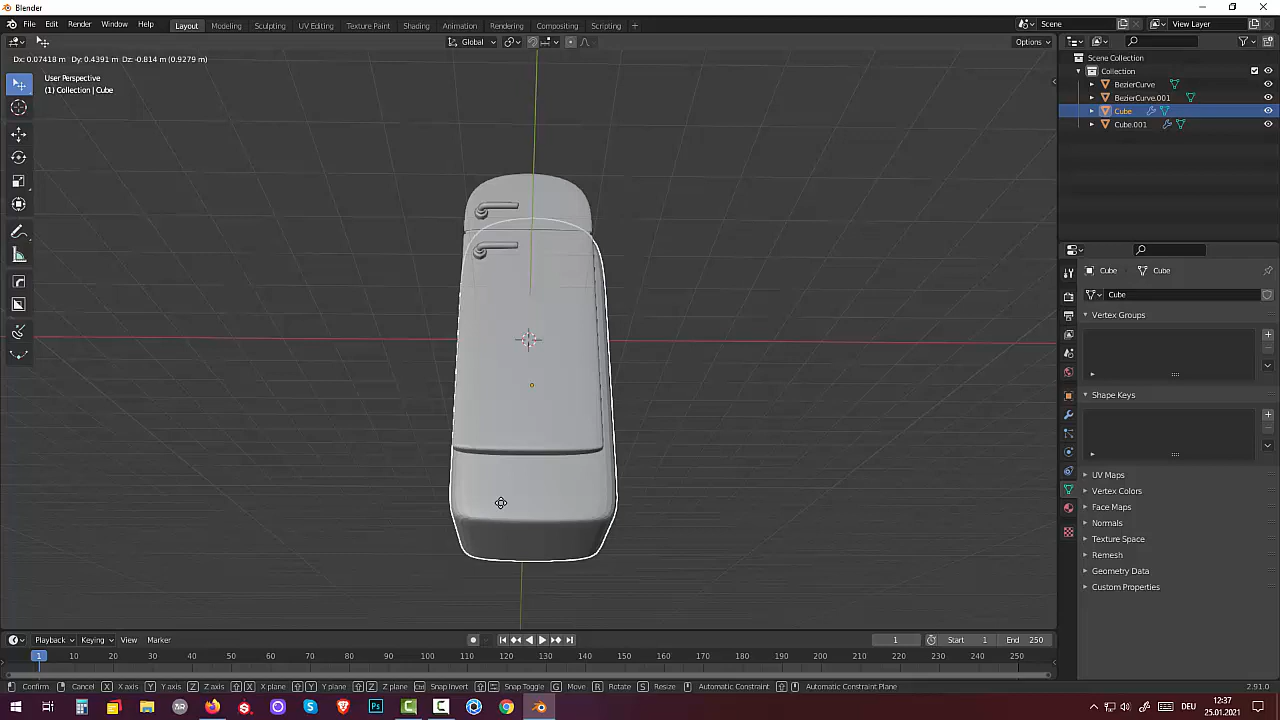 Blender
File Edit Render Window Help
Layout Modeling Sculpting UV Editing Texture Paint Shading Animation Rendering Compositing Scripting +
Scene
View Layer
Global
Options
Dx: 0.07418 m Dy: 0.4391 m Dz: -0.814 m (0.9279 m)
User Perspective
(1) Collection | Cube
Scene Collection
Collection
BezierCurve
BezierCurve.001
Cube
Cube.001
Cube
Cube
Cube
Vertex Groups
Shape Keys
UV Maps
Vertex Colors
Face Maps
Normals
Texture Space
Remesh
Geometry Data
Custom Properties
Playback Keying View Marker
1 Start 1 End 250
1 10 20 30 40 50 60 70 80 90 100 110 120 130 140 150 160 170 180 190 200 210 220 230 240 250
Confirm Cancel X X axis Y Y axis Z Z axis X X plane Y Y plane Z Z plane Snap Invert Snap Toggle G Move R Rotate S Resize Automatic Constraint Automatic Constraint Plane 2.91.0
DEU
12:37
25.01.2021